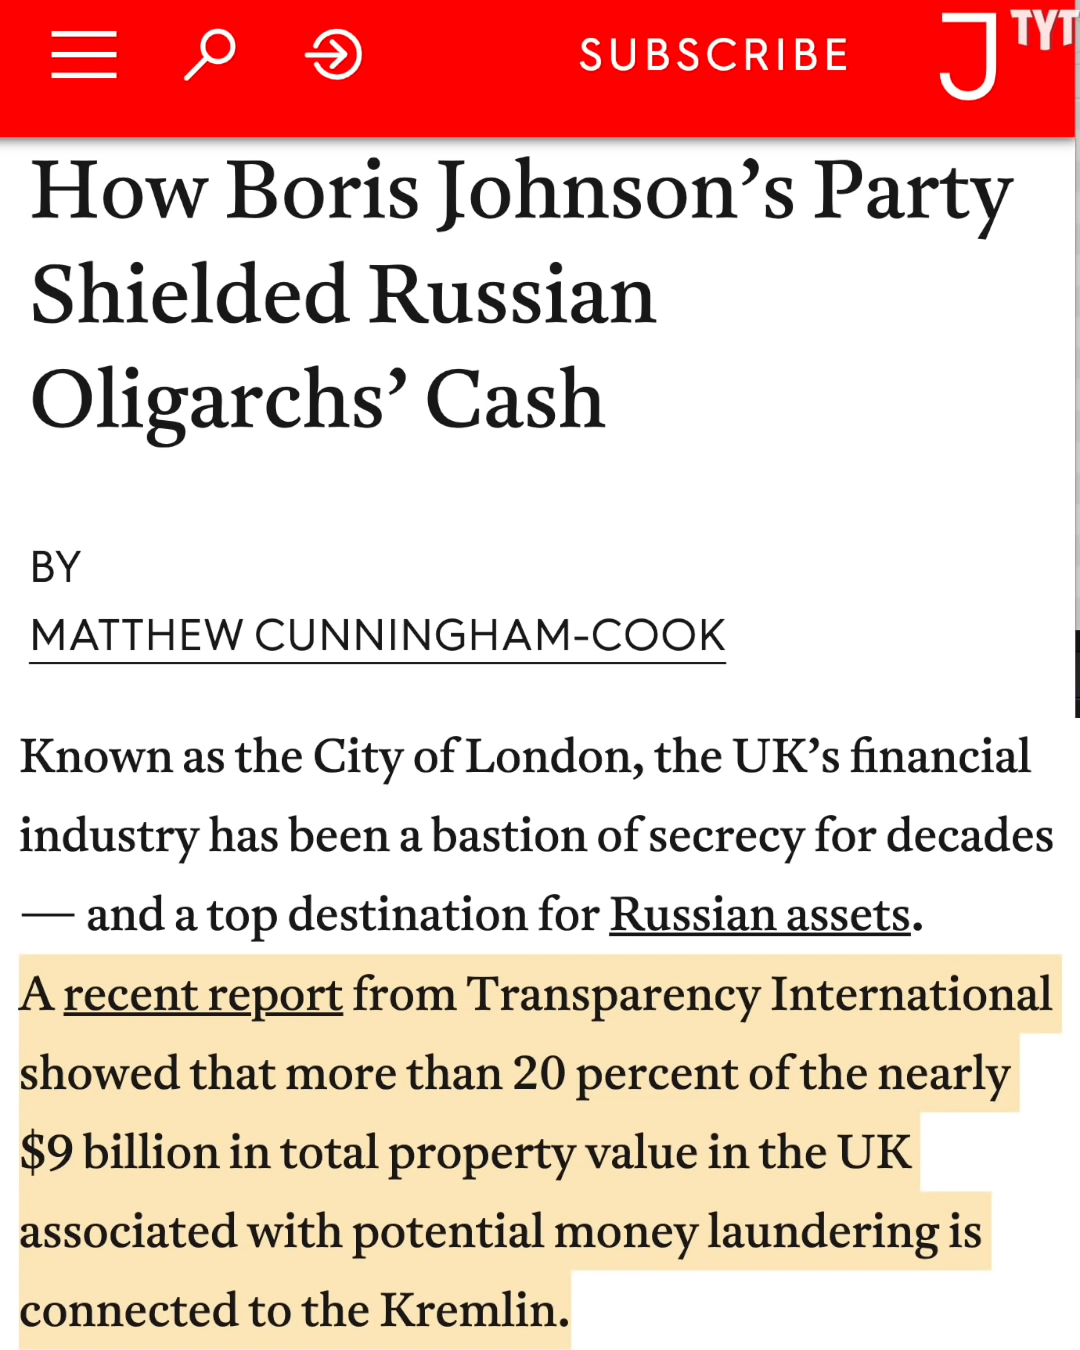 SUBSCRIBE
J
TYT
How Boris Johnson’s Party
Shielded Russian
Oligarchs’ Cash
BY
MATTHEW CUNNINGHAM-COOK
Known as the City of London, the UK’s financial
industry has been a bastion of secrecy for decades
— and a top destination for Russian assets.
A recent report from Transparency International
showed that more than 20 percent of the nearly
$9 billion in total property value in the UK
associated with potential money laundering is
connected to the Kremlin.